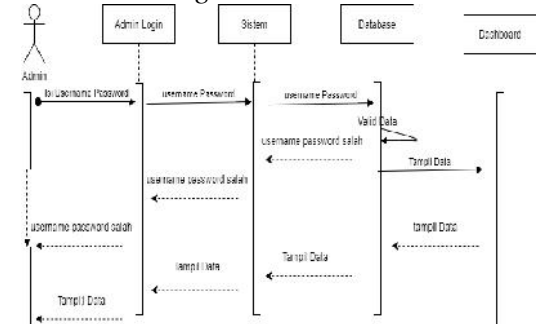 Admin Login
Sistem
Database
Dashboard
Admin
Isi Username Password
username Password
username Password
Valid Data
username password salah
Tampil Data
username password salah
username password salah
tampil Data
Tampil Data
Tampil Data
Tampil Data